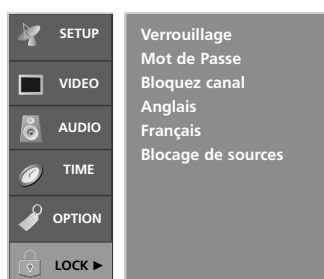 SETUP
VIDEO
AUDIO
TIME
OPTION
LOCK ►
Verrouillage
Mot de Passe
Bloquez canal
Anglais
Français
Blocage de sources